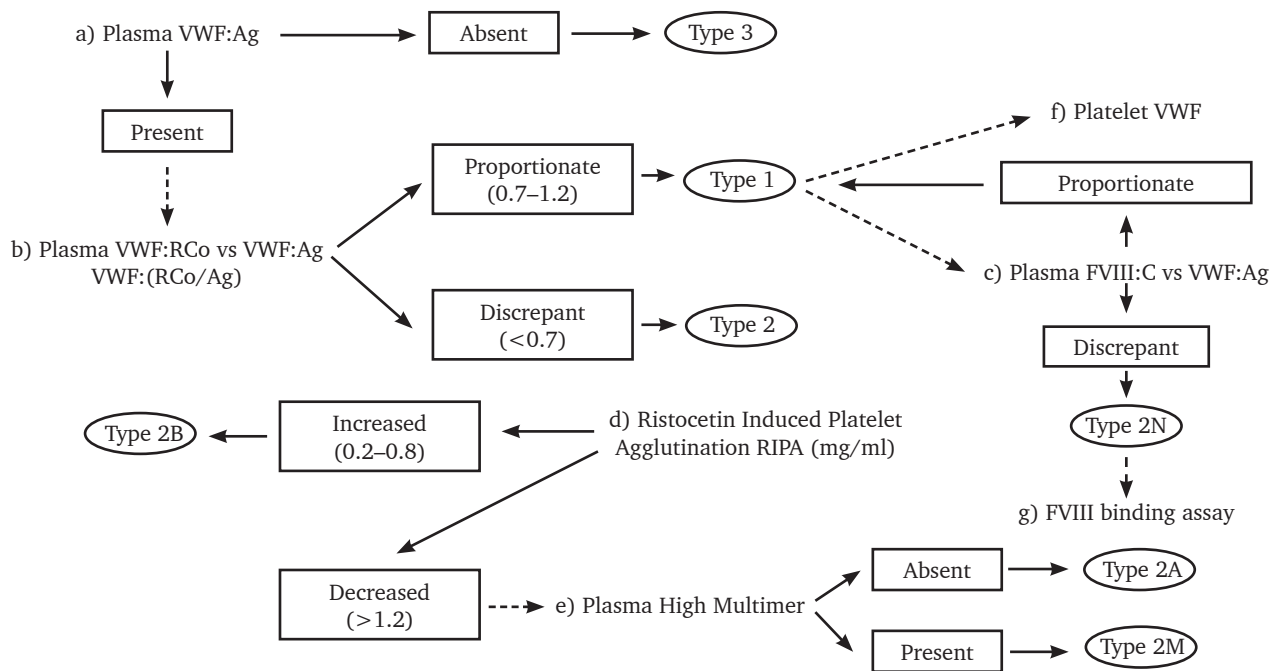 a) Plasma VWF:Ag
Absent
Type 3
Present
f) Platelet VWF
Proportionate
(0.7–1.2)
Type 1
Proportionate
b) Plasma VWF:RCo vs VWF:Ag
VWF:(RCo/Ag)
c) Plasma FVIII:C vs VWF:Ag
Discrepant
(<0.7)
Type 2
Discrepant
Type 2B
Increased
(0.2–0.8)
d) Ristocetin Induced Platelet
Agglutination RIPA (mg/ml)
Type 2N
g) FVIII binding assay
Decreased
(>1.2)
e) Plasma High Multimer
Absent
Type 2A
Present
Type 2M